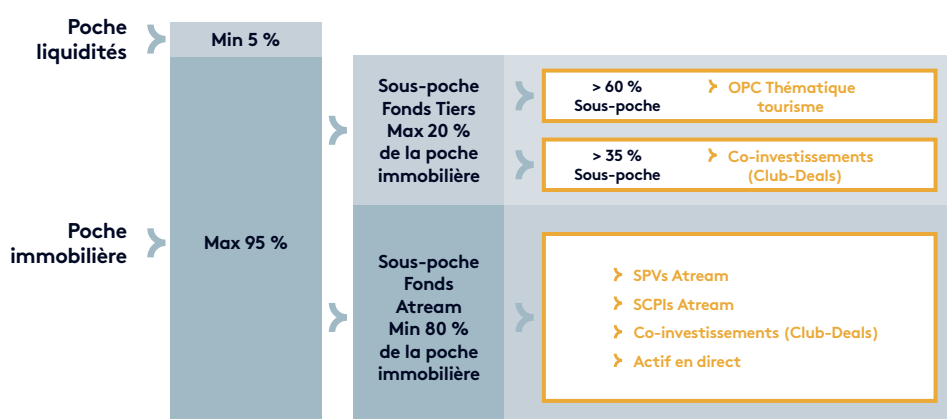 Poche
liquidités
Min 5 %
Poche
immobilière
Max 95 %
Sous-poche
Fonds Tiers
Max 20 %
de la poche
immobilière
> 60 %
Sous-poche
OPC Thématique
tourisme
> 35 %
Sous-poche
Co-investissements
(Club-Deals)
Sous-poche
Fonds
Atream
Min 80 %
de la poche
immobilière
SPVs Atream
SCPIs Atream
Co-investissements (Club-Deals)
Actif en direct